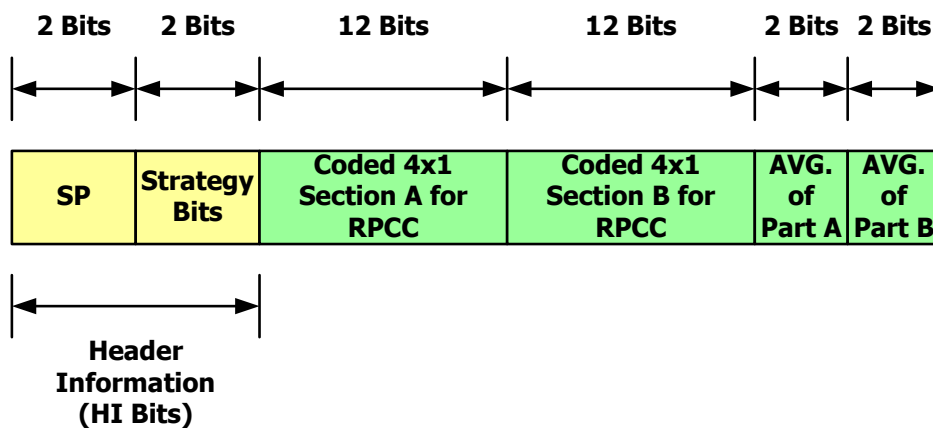 2 Bits 2 Bits 12 Bits 12 Bits 2 Bits 2 Bits
SP
Strategy
Bits
Coded 4x1
Section A for
RPCC
Coded 4x1
Section B for
RPCC
AVG.
of
Part A
AVG.
of
Part B
Header
Information
(HI Bits)